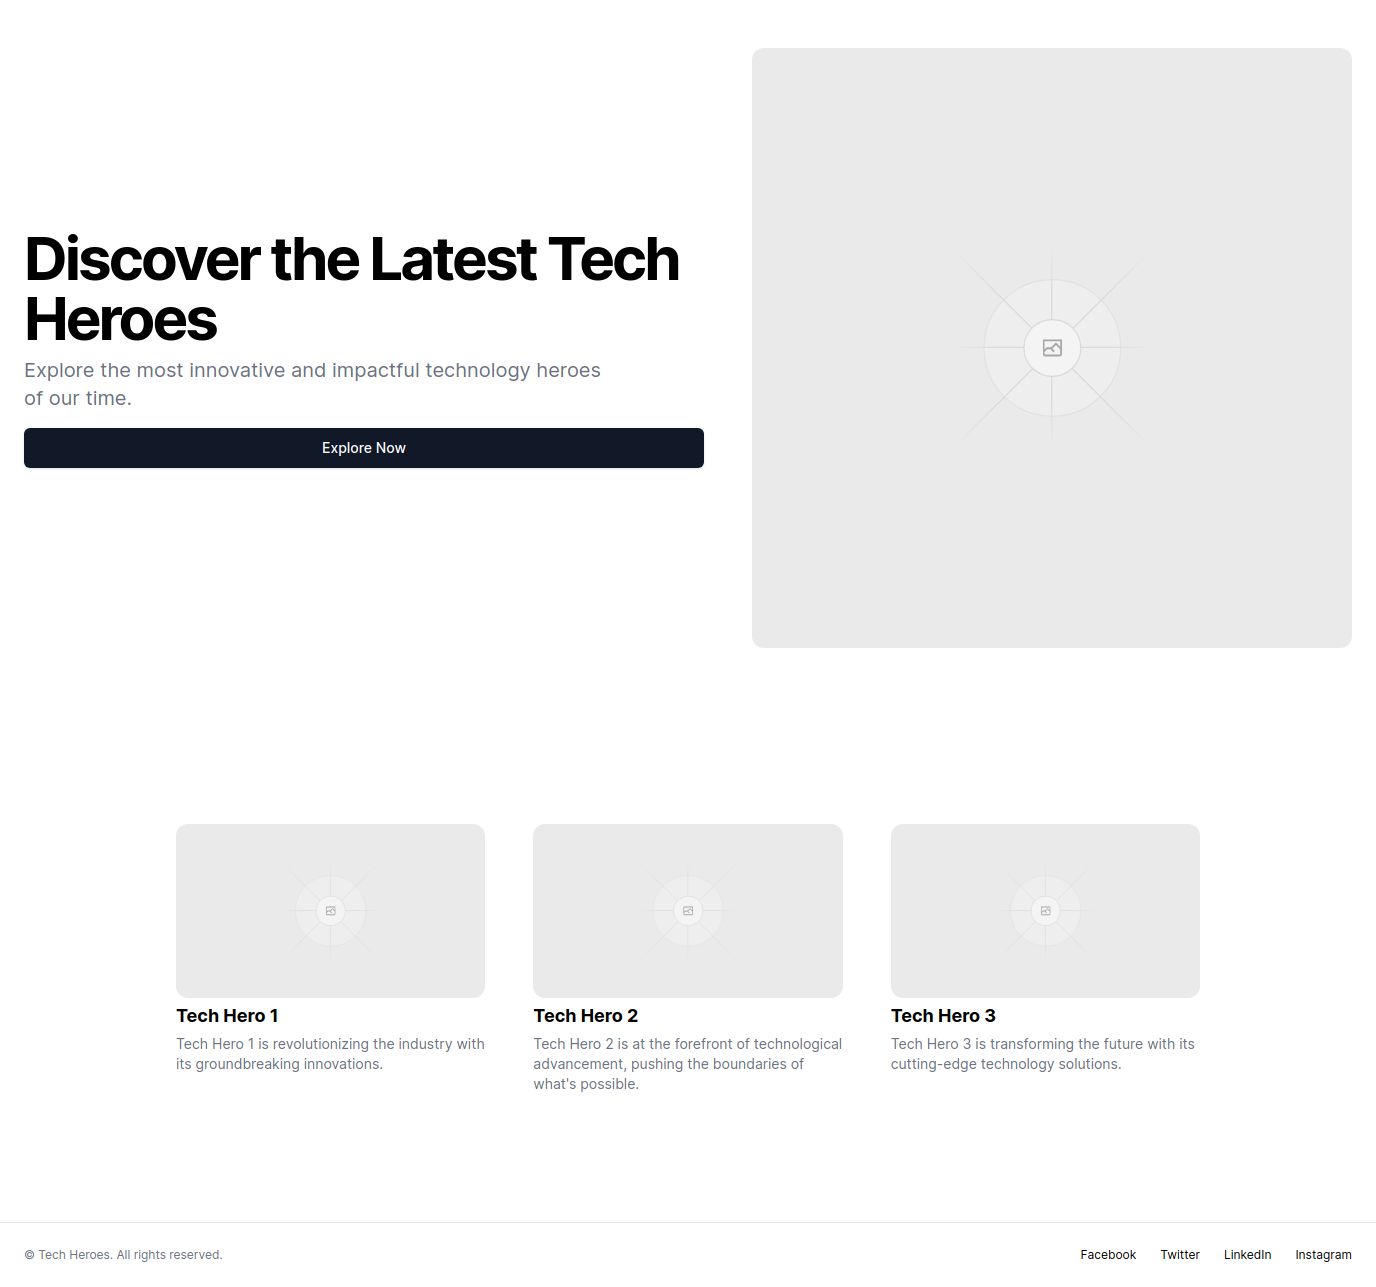 Discover the Latest Tech
Heroes
Explore the most innovative and impactful technology heroes
of our time.
Explore Now
Tech Hero 1
Tech Hero 1 is revolutionizing the industry with
its groundbreaking innovations.
Tech Hero 2
Tech Hero 2 is at the forefront of technological
advancement, pushing the boundaries of
what's possible.
Tech Hero 3
Tech Hero 3 is transforming the future with its
cutting-edge technology solutions.
© Tech Heroes. All rights reserved.
Facebook Twitter LinkedIn Instagram